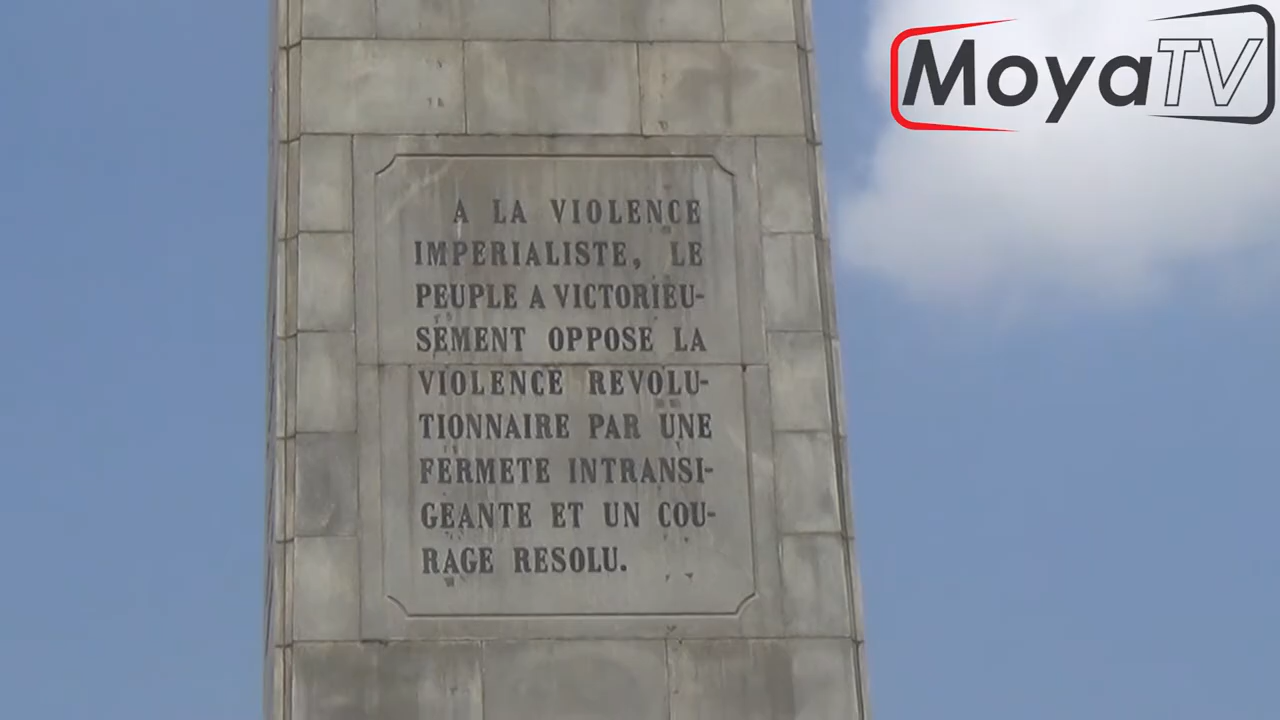 MoyaTV
A LA VIOLENCE
IMPERIALISTE, LE
PEUPLE A VICTORIEU-
SEMENT OPPOSE LA
VIOLENCE REVOLU-
TIONNAIRE PAR UNE
FERMETE INTRANSI-
GEANTE ET UN COU-
RAGE RESOLU.